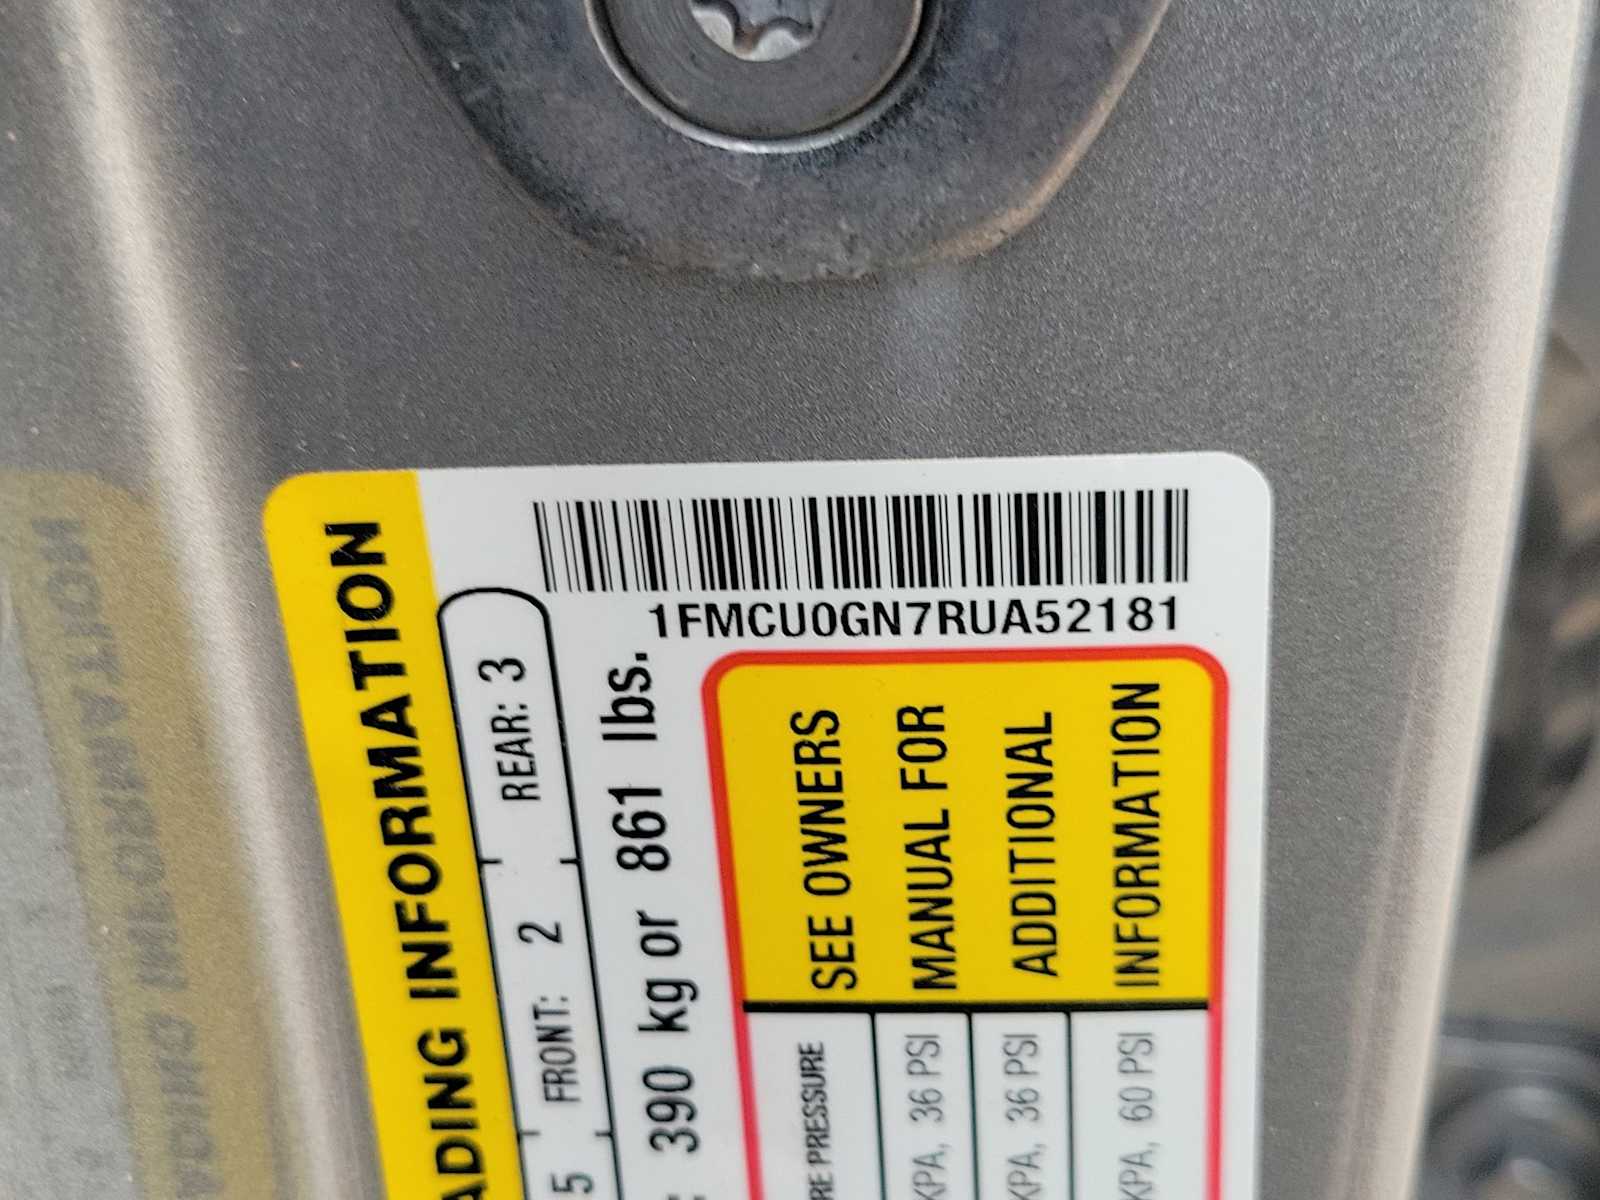 1FMCU0GN7RUA52181
ADING INFORMATION
5 FRONT: 2 REAR: 3
390 kg or 861 lbs.
RE PRESSURE
KPA, 36 PSI
KPA, 36 PSI
KPA, 60 PSI
SEE OWNERS
MANUAL FOR
ADDITIONAL
INFORMATION